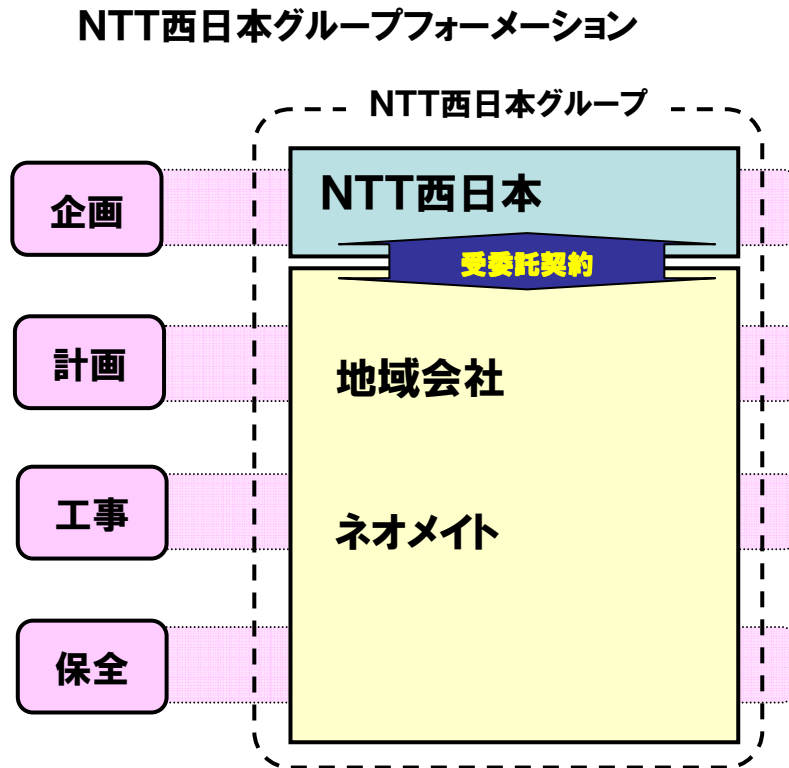 NTT西日本グループフォーメーション
NTT西日本グループ
企画
NTT西日本
受委託契約
計画
地域会社
工事
ネオメイト
保全